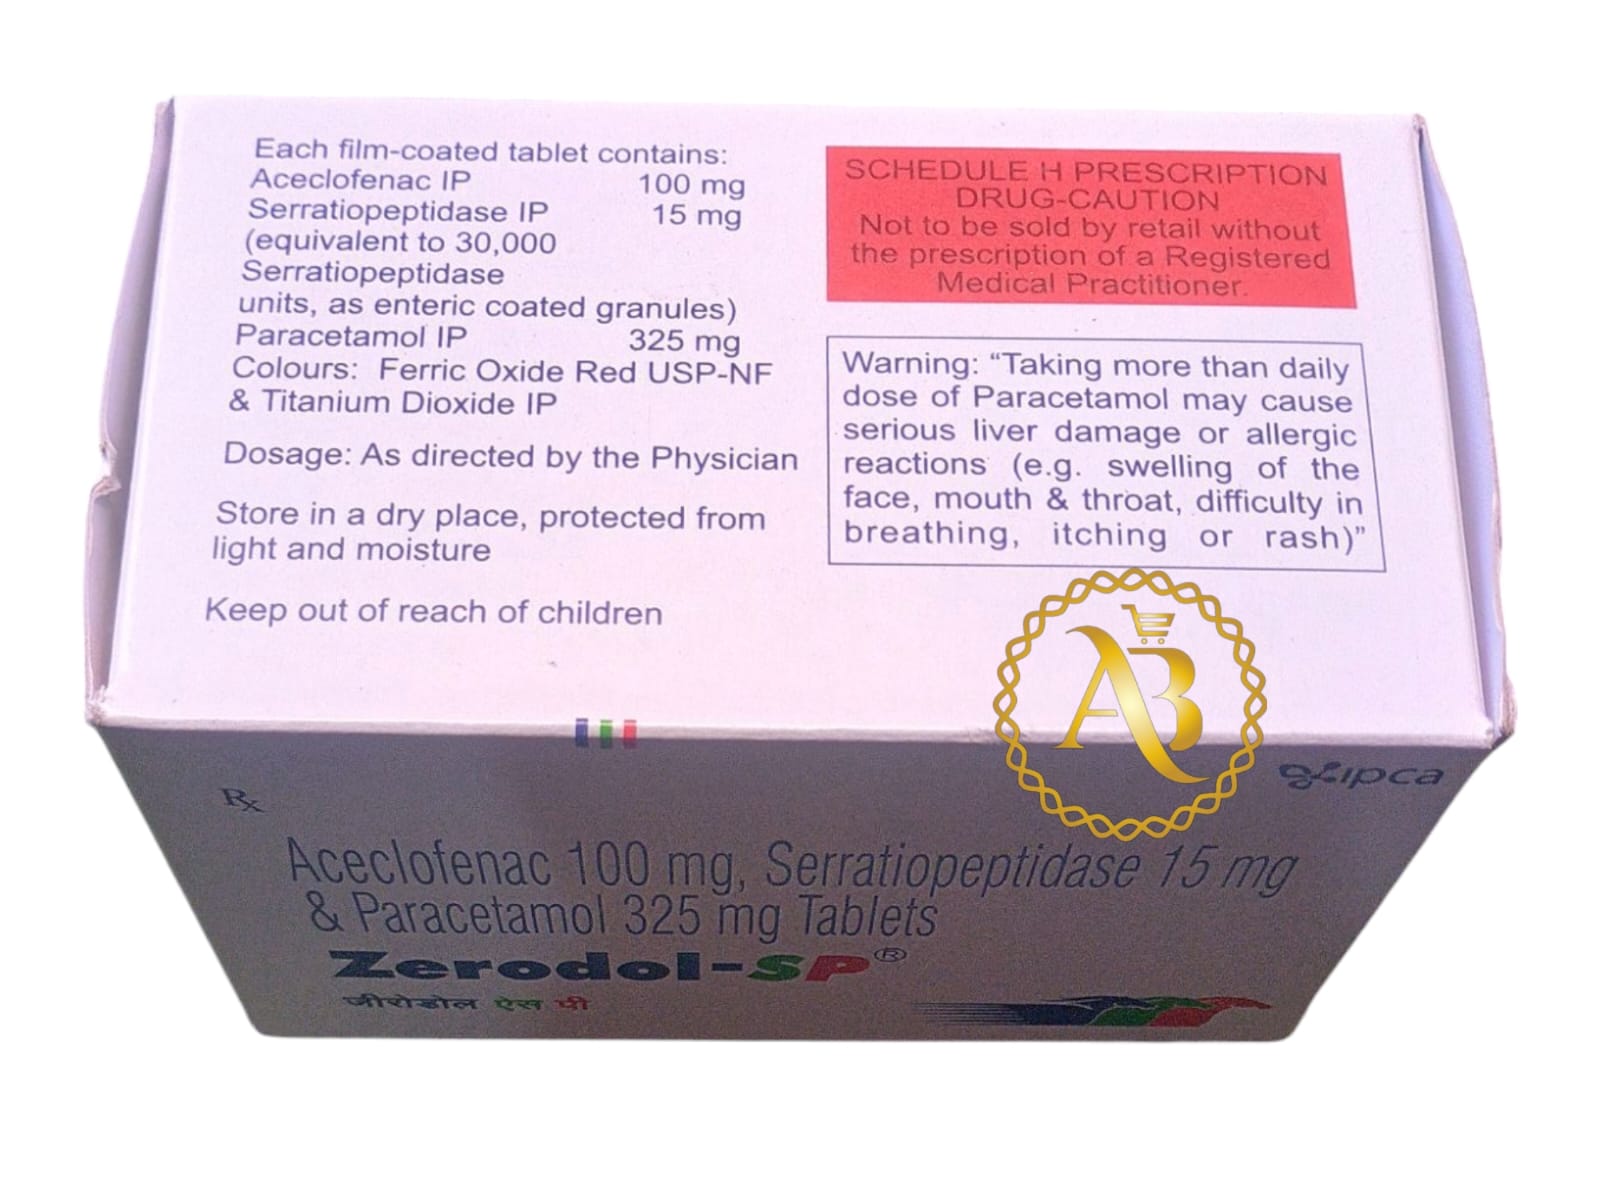 Each film-coated tablet contains:
Aceclofenac IP 100 mg
Serratiopeptidase IP 15 mg
(equivalent to 30,000
Serratiopeptidase
units, as enteric coated granules)
Paracetamol IP 325 mg
Colours: Ferric Oxide Red USP-NF
& Titanium Dioxide IP
Dosage: As directed by the Physician
Store in a dry place, protected from
light and moisture
Keep out of reach of children
SCHEDULE H PRESCRIPTION
DRUG-CAUTION
Not to be sold by retail without
the prescription of a Registered
Medical Practitioner.
Warning: “Taking more than daily
dose of Paracetamol may cause
serious liver damage or allergic
reactions (e.g. swelling of the
face, mouth & throat, difficulty in
breathing, itching or rash)”
AB
Rx
ipca
Aceclofenac 100 mg, Serratiopeptidase 15 mg
& Paracetamol 325 mg Tablets
Zerodol-SP®
जीरोडोल ऐस पी